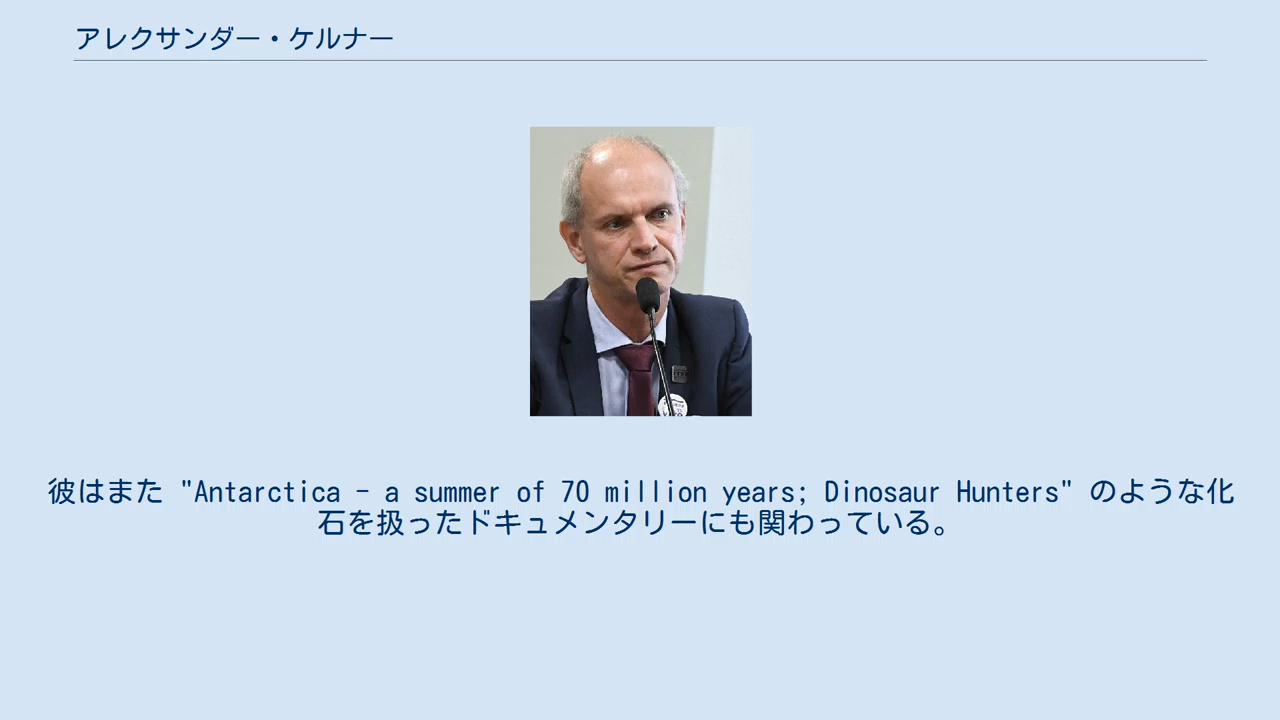 アレクサンダー・ケルナー
彼はまた "Antarctica – a summer of 70 million years; Dinosaur Hunters" のような化
石を扱ったドキュメンタリーにも関わっている。